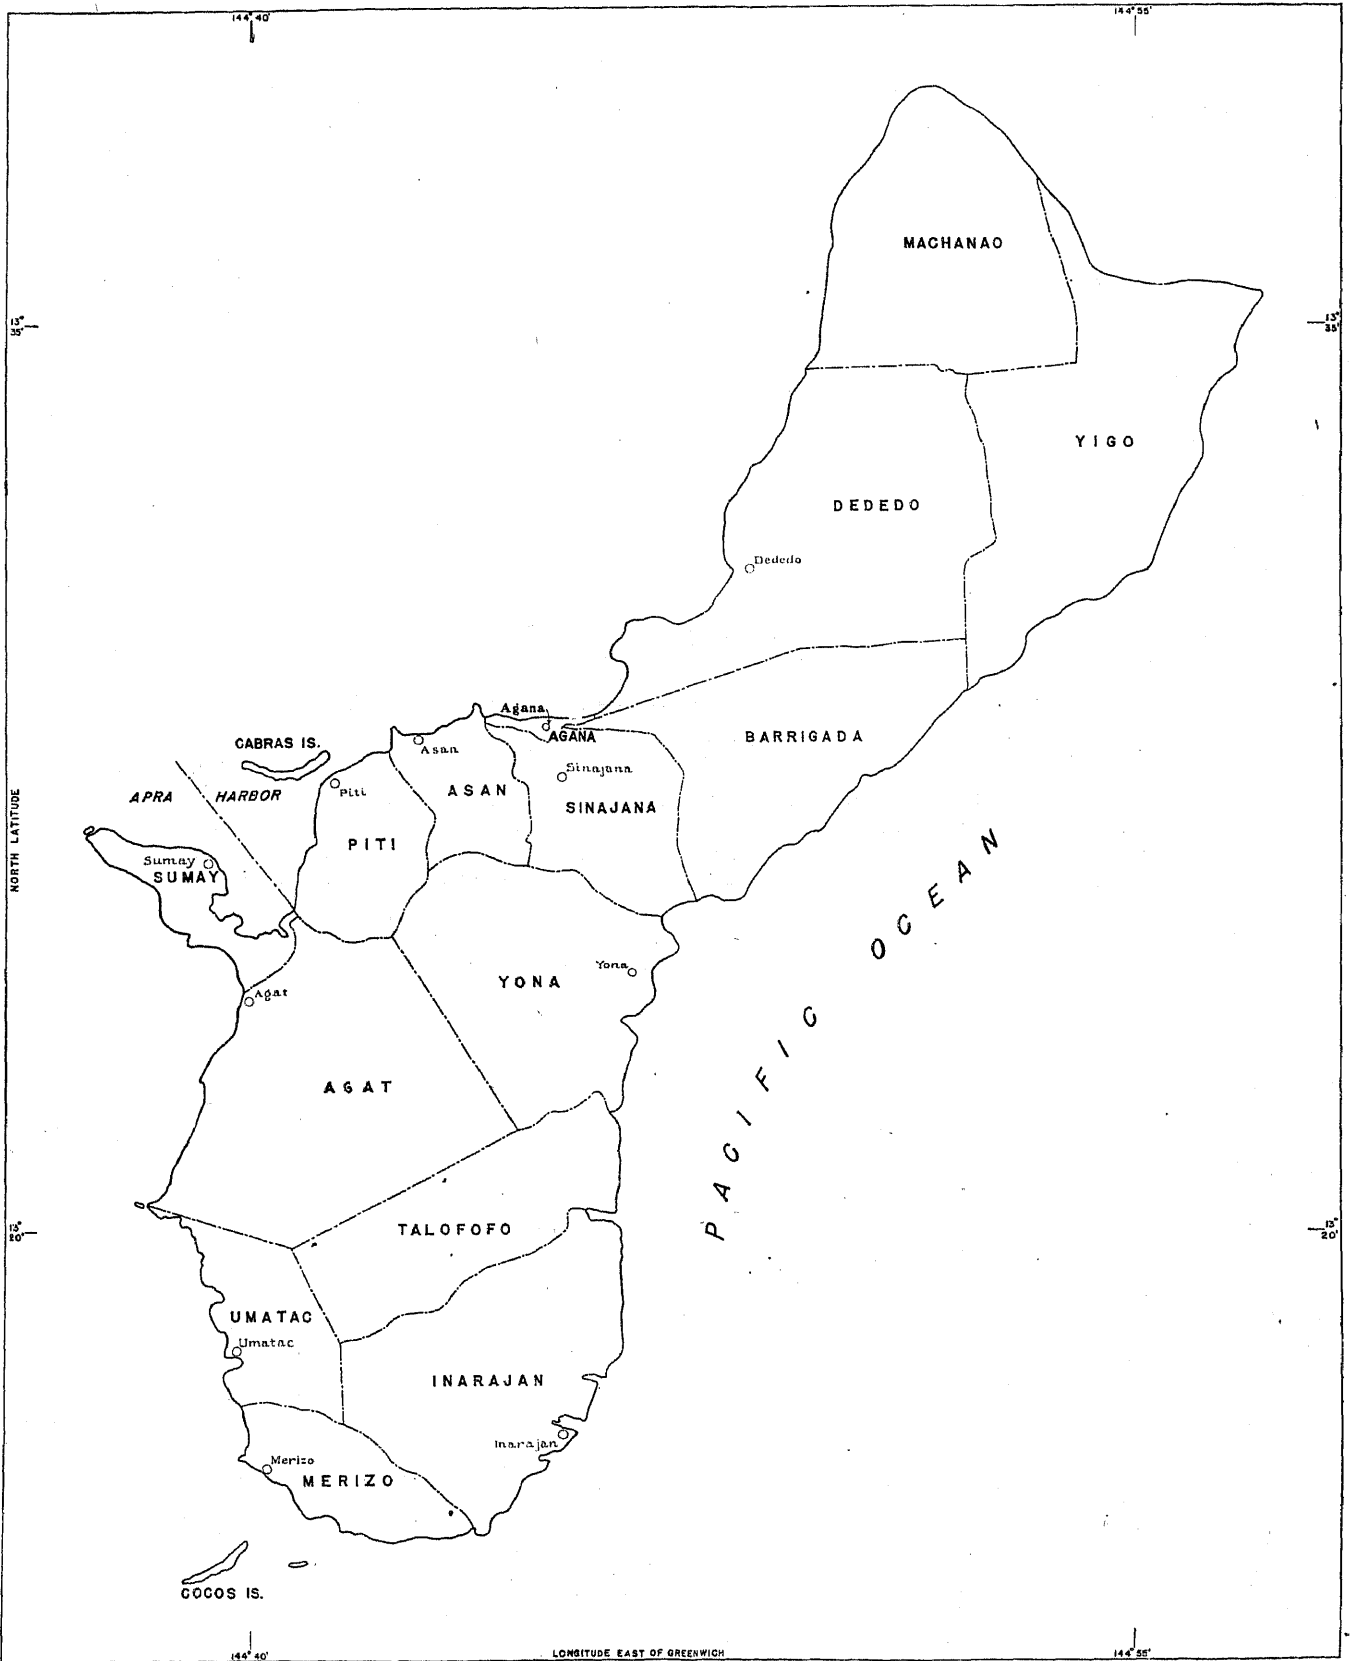 144° 40'
144° 55'
MACHANAO
13° 35'
13° 35'
YIGO
DEDEDO
Dededo
Agana
AGANA
BARRIGADA
CABRAS IS.
Asan
Sinajana
APRA HARBOR
Piti
ASAN
SINAJANA
NORTH LATITUDE
PITI
Sumay
SUMAY
PACIFIC OCEAN
Yona
YONA
Agat
AGAT
13° 20'
TALOFOFO
13° 20'
UMATAC
Umatac
INARAJAN
Inarajan
Merizo
MERIZO
COCOS IS.
144° 40'
LONGITUDE EAST OF GREENWICH
144° 55'